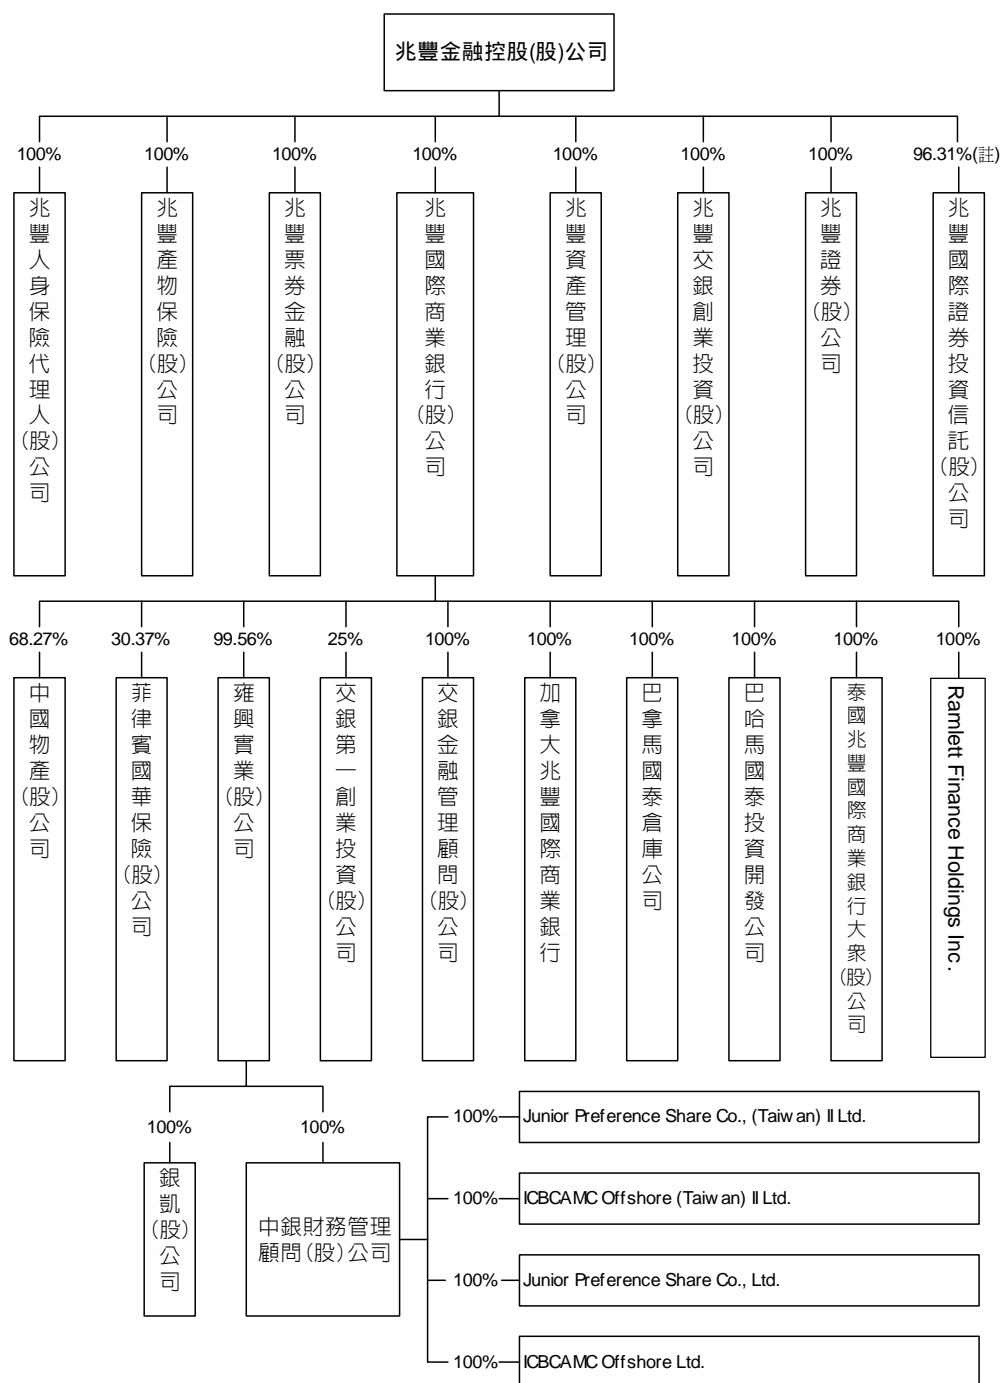 兆豐金融控股(股)公司
100%
100%
100%
100%
100%
100%
100%
96.31%(註)
兆豐人身保險代理人(股)公司
兆豐產物保險(股)公司
兆豐票券金融(股)公司
兆豐國際商業銀行(股)公司
兆豐資產管理(股)公司
兆豐交銀創業投資(股)公司
兆豐證券(股)公司
兆豐國際證券投資信託(股)公司
68.27%
30.37%
99.56%
25%
100%
100%
100%
100%
100%
100%
中國物產(股)公司
菲律賓國華保險(股)公司
雍興實業(股)公司
交銀第一創業投資(股)公司
交銀金融管理顧問(股)公司
加拿大兆豐國際商業銀行
巴拿馬國泰倉庫公司
巴哈馬國泰投資開發公司
泰國兆豐國際商業銀行大衆(股)公司
Ramlett Finance Holdings Inc.
100%
100%
銀凱(股)公司
中銀財務管理
顧問(股)公司
100%
Junior Preference Share Co., (Taiwan) II Ltd.
100%
ICBCAMC Offshore (Taiwan) II Ltd.
100%
Junior Preference Share Co., Ltd.
100%
ICBCAMC Offshore Ltd.